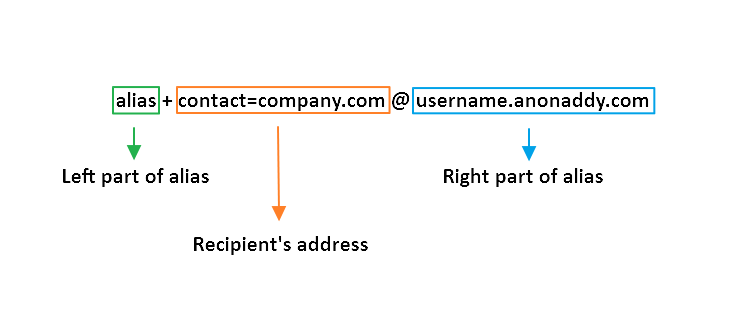 alias + contact=company.com @ username.anonaddy.com
Left part of alias
Right part of alias
Recipient's address